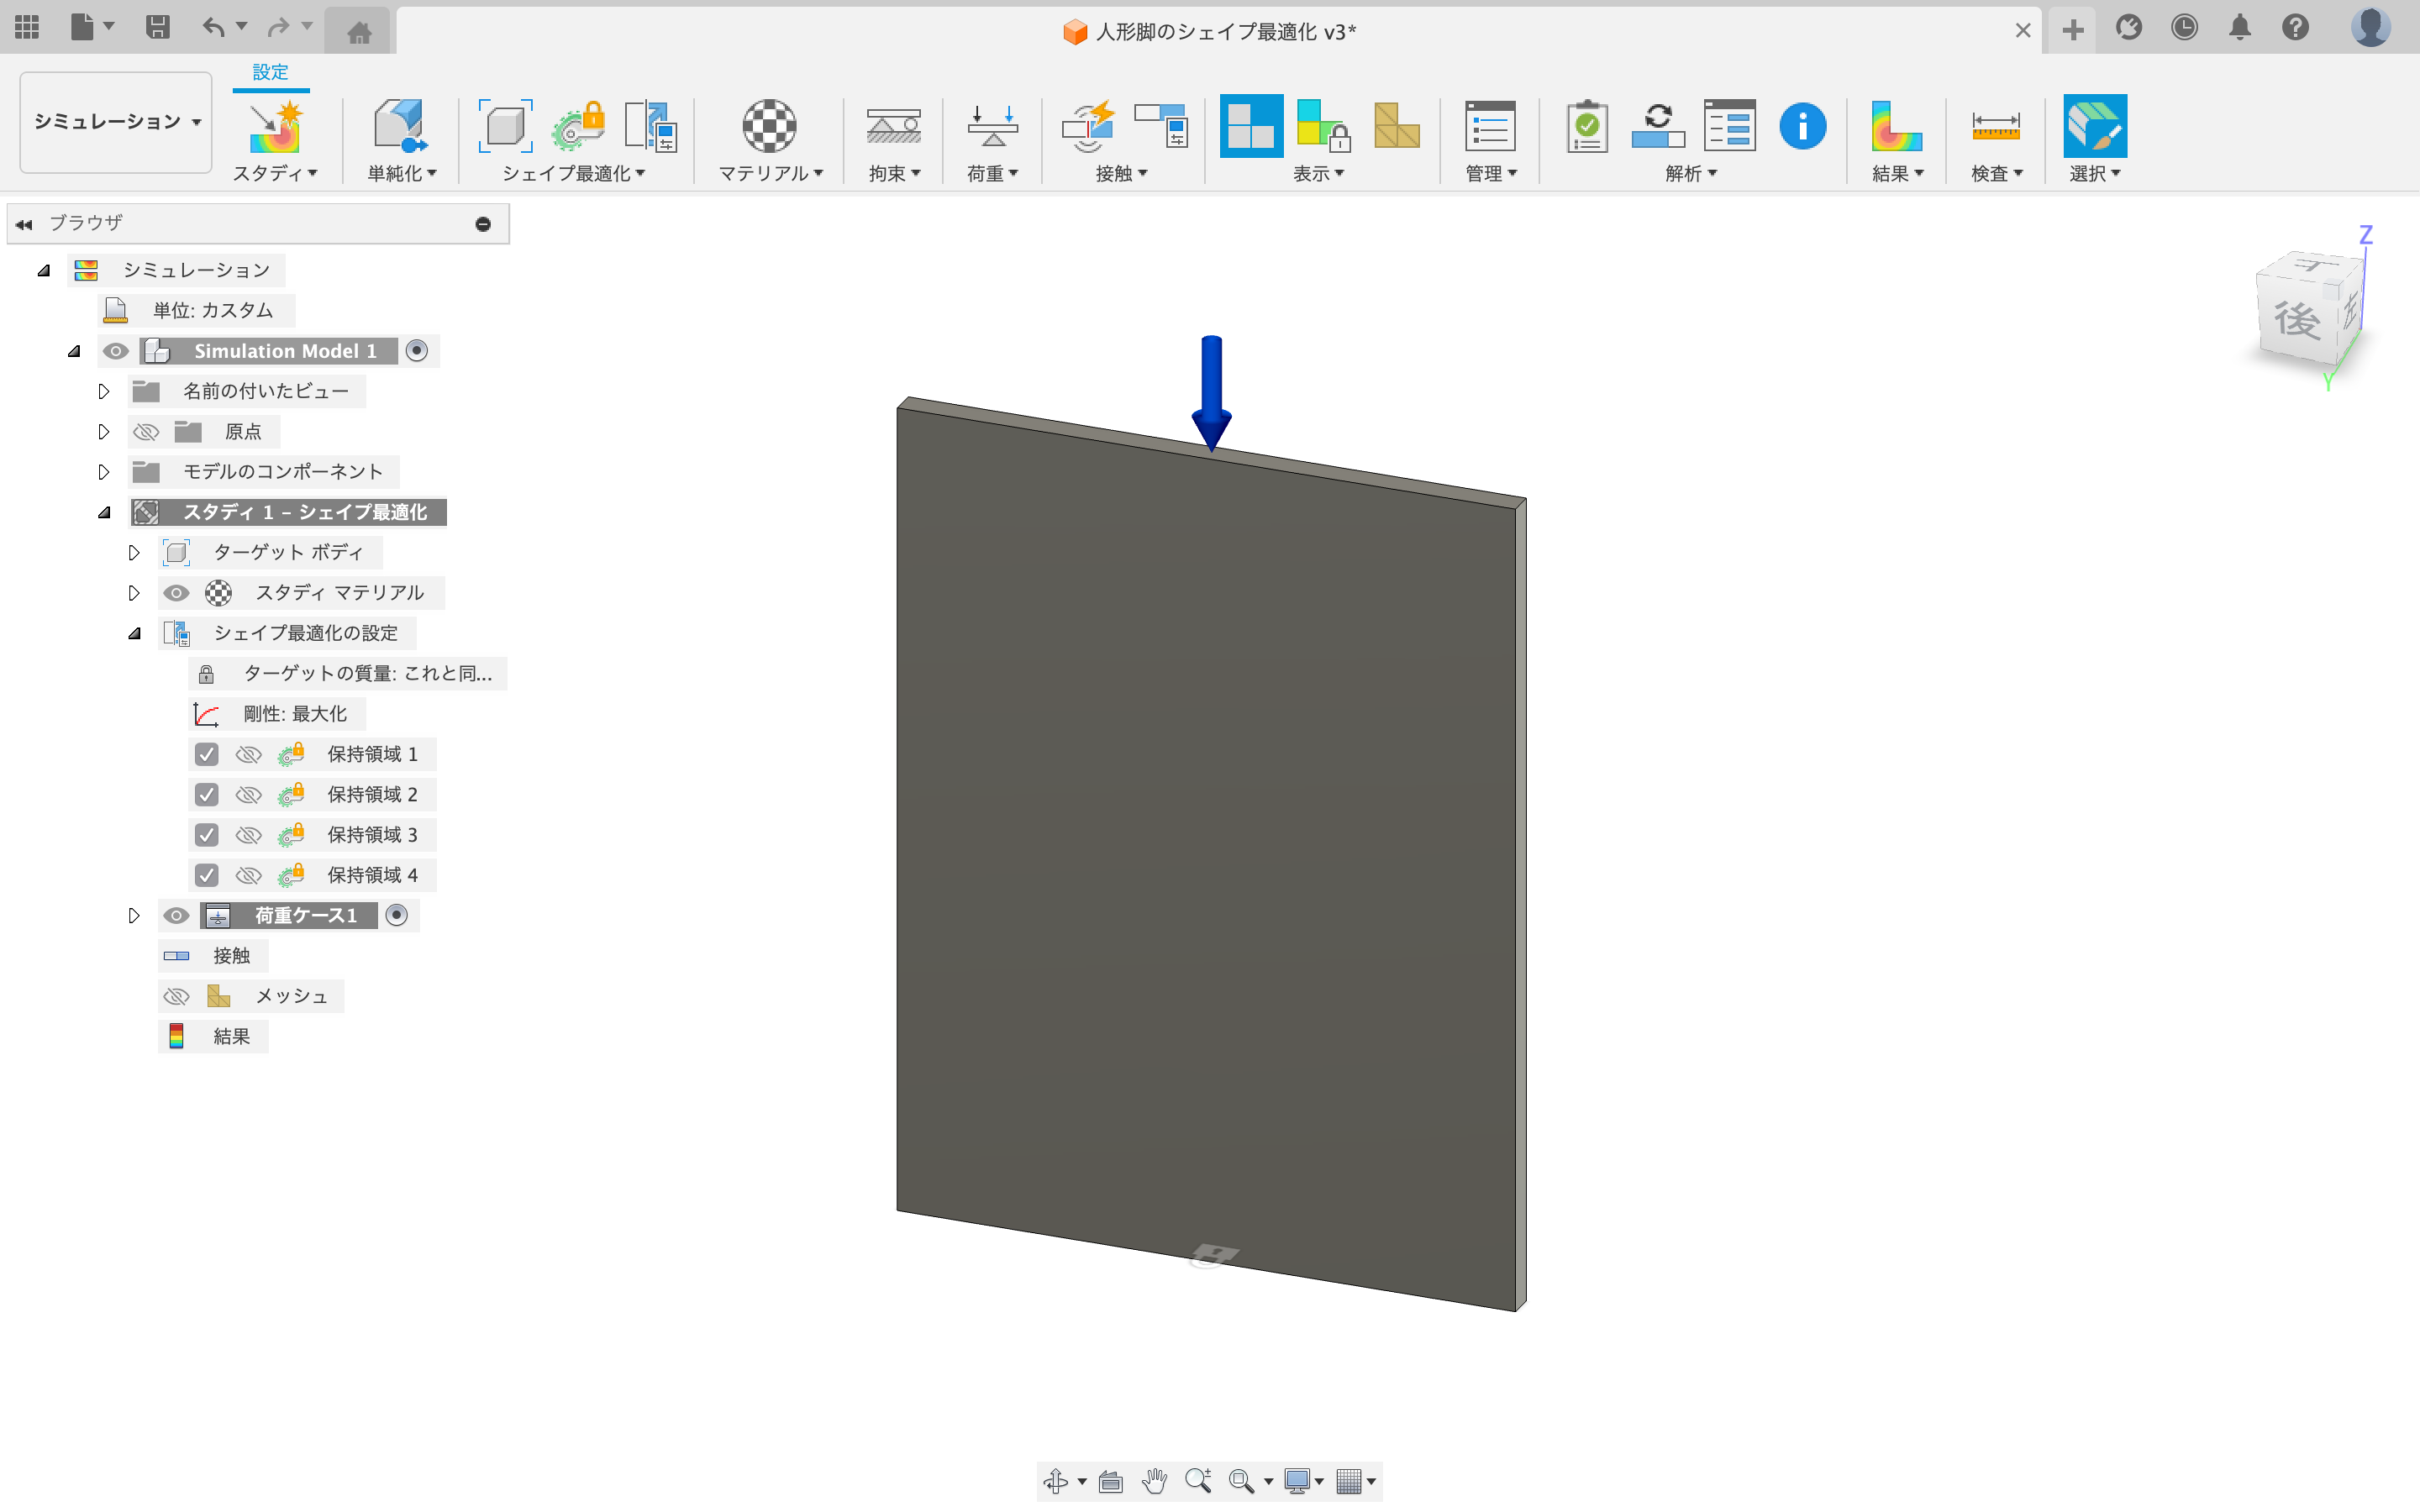 人形脚のシェイプ最適化 v3*
設定
シミュレーション
スタディ
単純化
シェイプ最適化
マテリアル
拘束
荷重
接触
表示
管理
解析
結果
検査
選択
ブラウザ
シミュレーション
単位: カスタム
Simulation Model 1
名前の付いたビュー
原点
モデルのコンポーネント
スタディ 1 - シェイプ最適化
ターゲット ボディ
スタディ マテリアル
シェイプ最適化の設定
ターゲットの質量: これと同...
剛性: 最大化
保持領域 1
保持領域 2
保持領域 3
保持領域 4
荷重ケース1
接触
メッシュ
結果
Z
上
後
左
Y